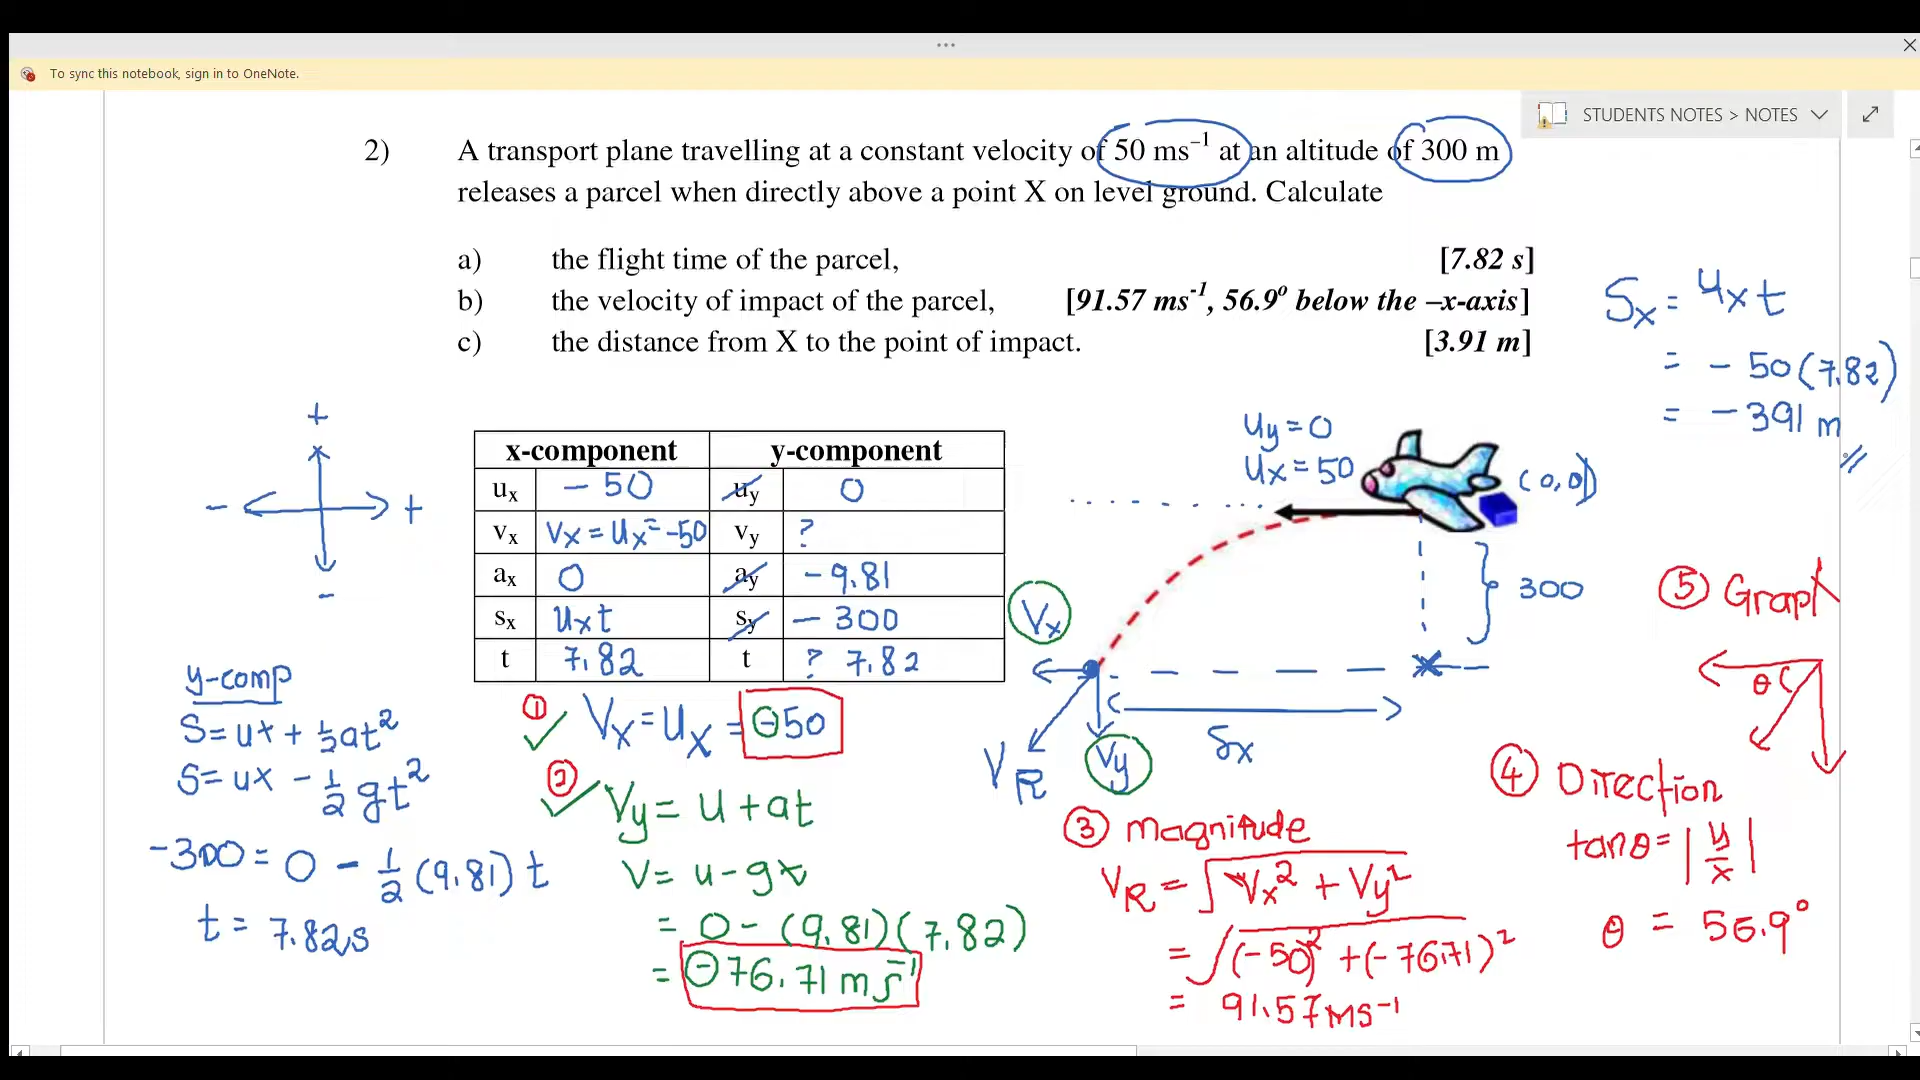 To sync this notebook, sign in to OneNote.
STUDENTS NOTES > NOTES
2) A transport plane travelling at a constant velocity of 50 ms⁻¹ at an altitude of 300 m
releases a parcel when directly above a point X on level ground. Calculate
a) the flight time of the parcel, [7.82 s]
b) the velocity of impact of the parcel, [91.57 ms⁻¹, 56.9° below the –x-axis]
c) the distance from X to the point of impact. [3.91 m]
Sx = uxt
= - 50(7.82)
= - 391 m
+
- +
-
x-component y-component
ux - 50 uy 0
vx Vx = Ux = -50 vy ?
ax 0 ay - 9.81
sx uxt sy - 300
t 7.82 t ? 7.82
uy = 0
ux = 50
(0,0)
300
Vx
Vy
VR
Sx
y-comp
S = ut + ½at²
S = ut - ½gt²
-300 = 0 - ½(9.81)t
t = 7.82s
① Vx = Ux = -50
② Vy = u + at
V = u - gt
= 0 - (9.81)(7.82)
= -76.71 ms⁻¹
③ magnitude
VR = √Vx² + Vy²
= √(-50)² + (-76.71)²
= 91.57 ms⁻¹
④ Direction
tanθ = |y/x|
θ = 56.9°
⑤ Graph
θ